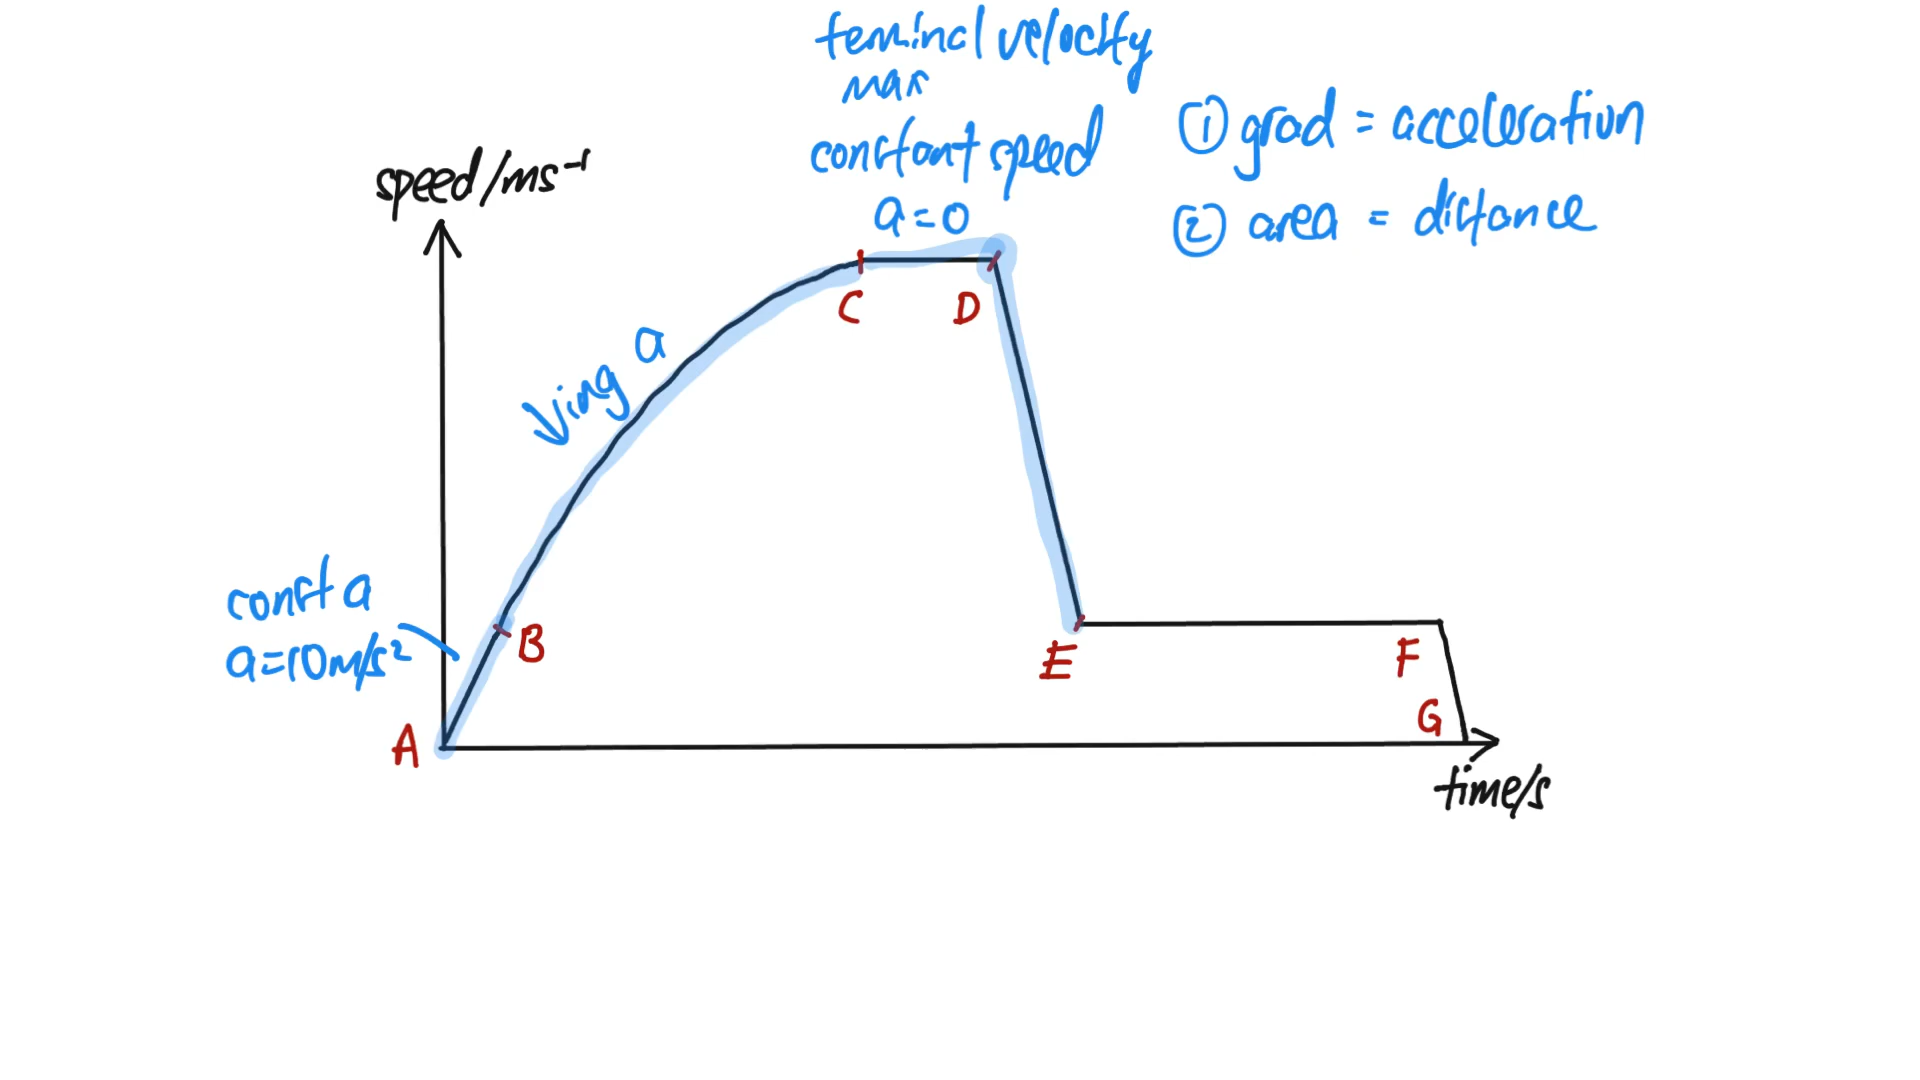 teminal velocity
max
constant speed
a=0
① grad = acceleration
② area = distance
speed/ms⁻¹
C
D
↓ing a
const a
a=10m/s²
B
A
E
F
G
time/s